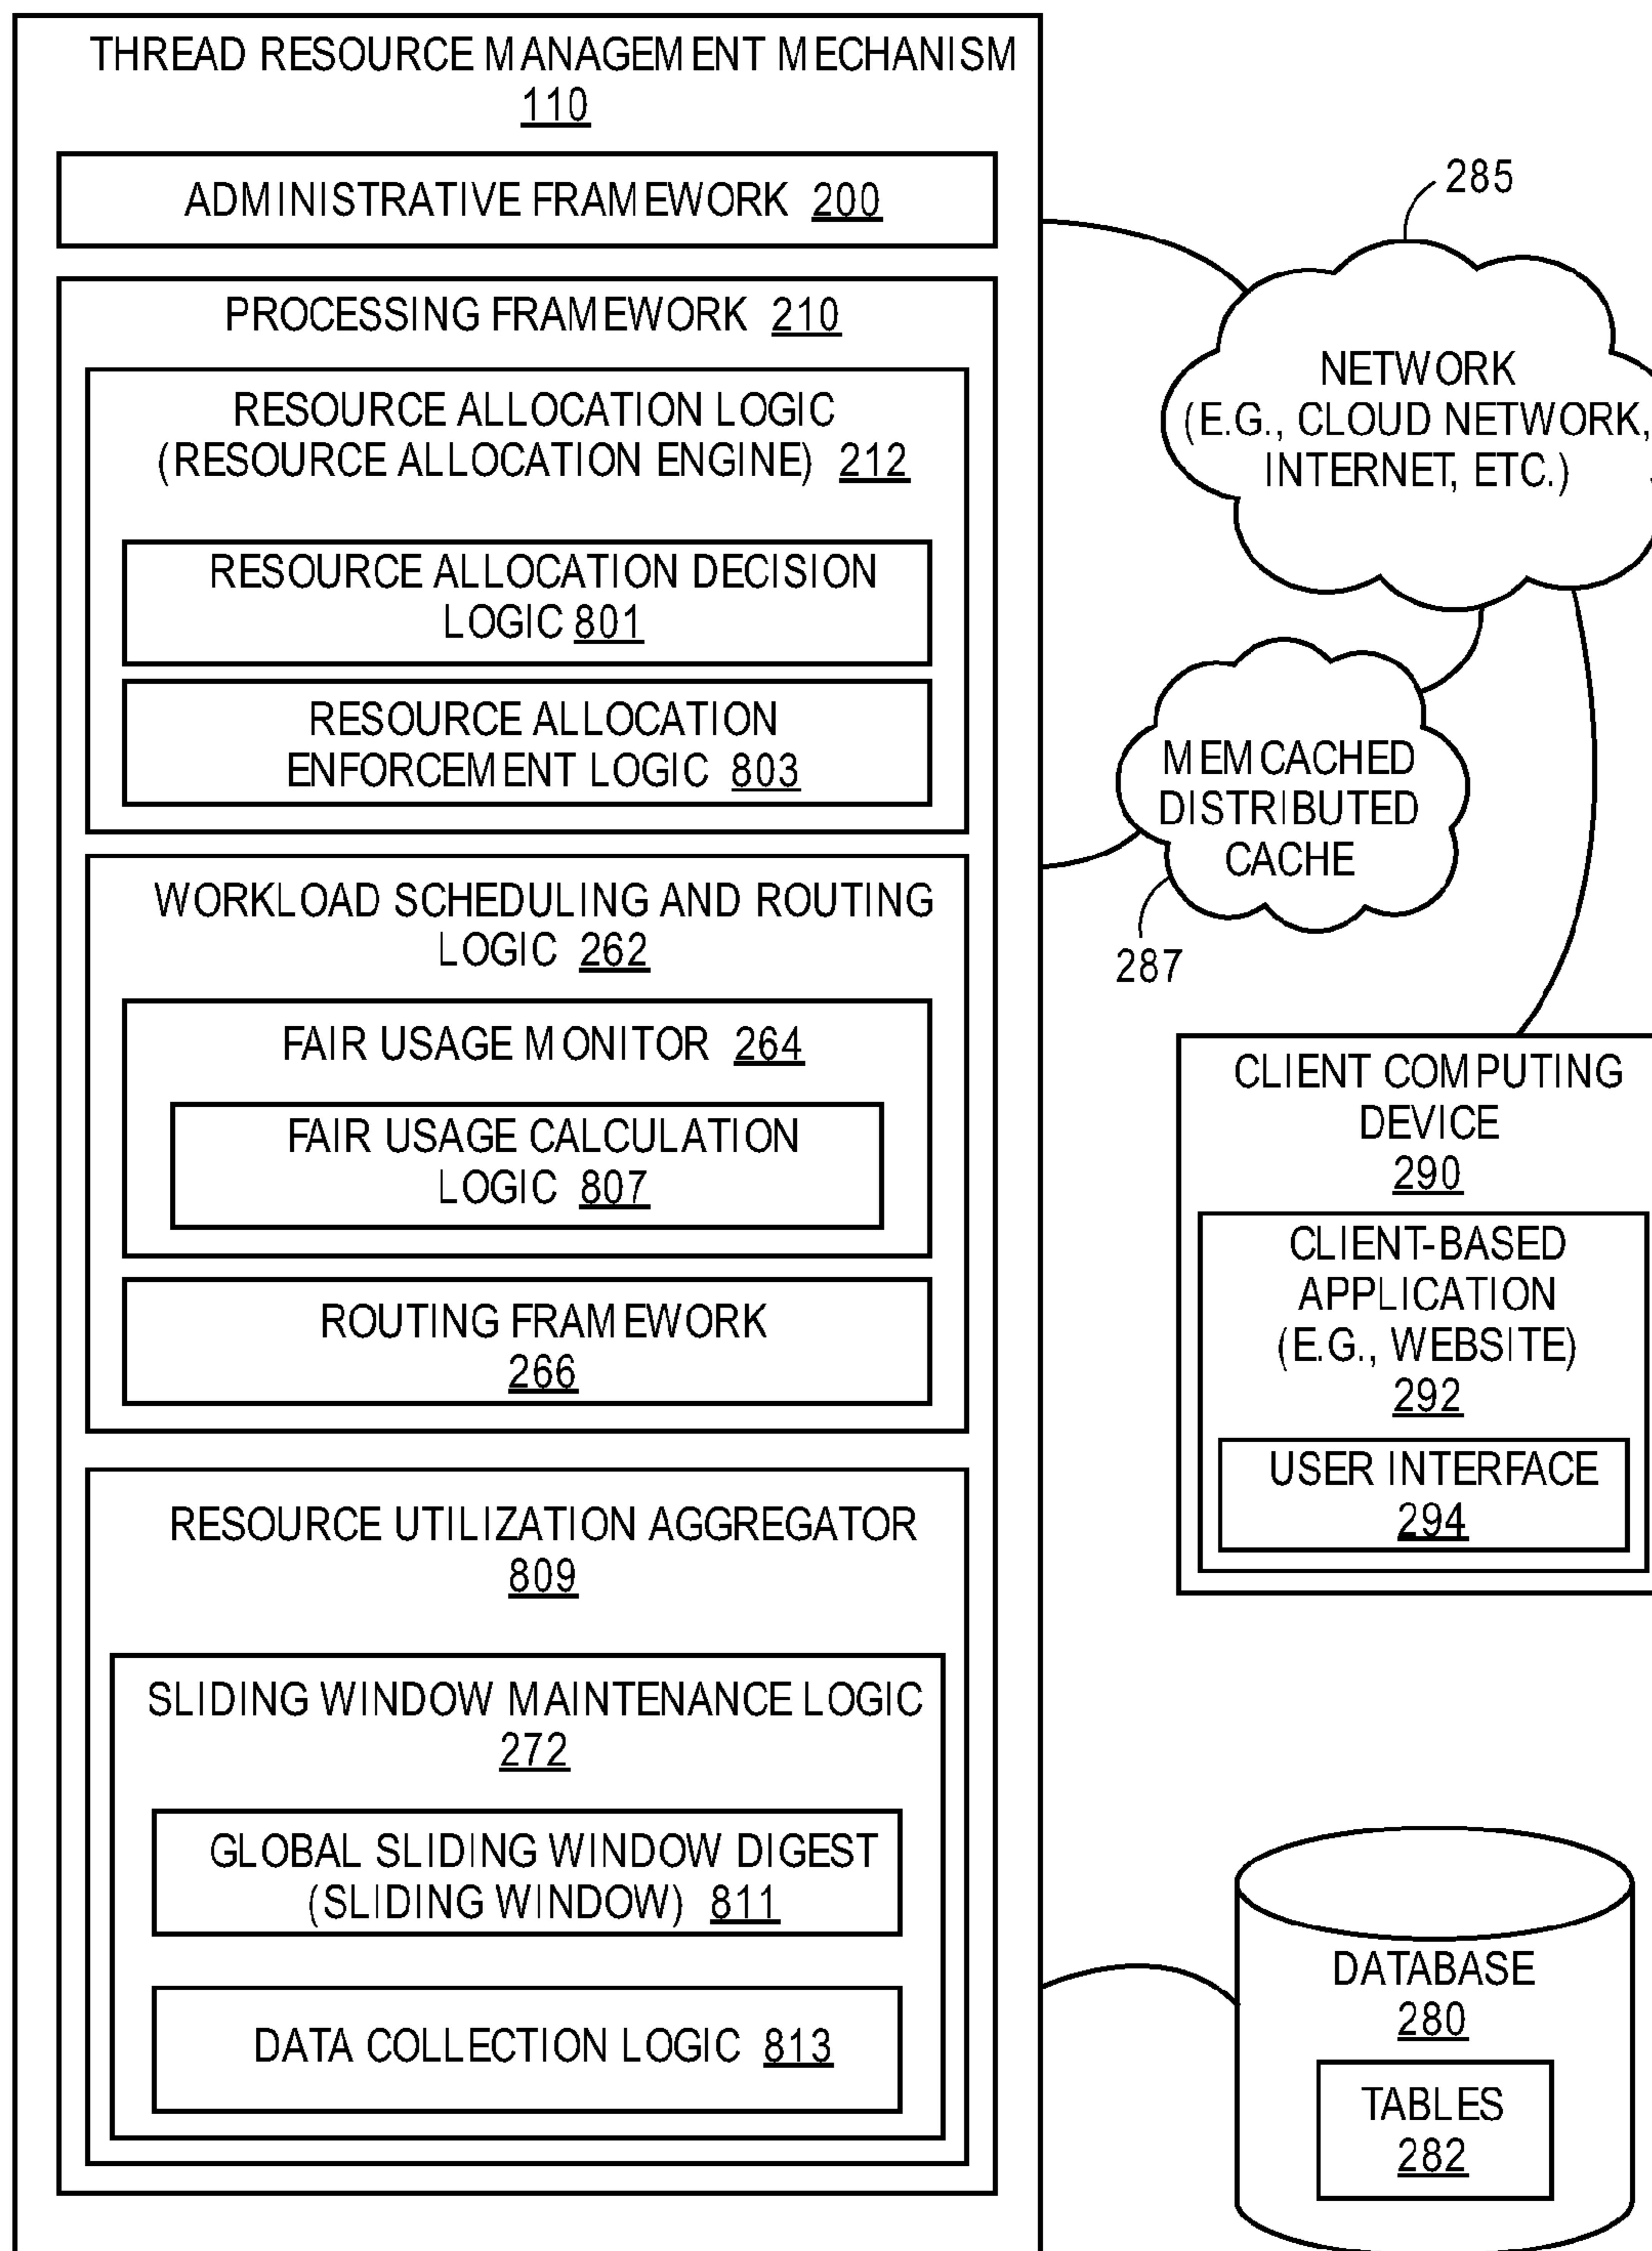 THREAD RESOURCE MANAGEMENT MECHANISM
110
ADMINISTRATIVE FRAMEWORK 200
PROCESSING FRAMEWORK 210
RESOURCE ALLOCATION LOGIC
(RESOURCE ALLOCATION ENGINE) 212
RESOURCE ALLOCATION DECISION
LOGIC 801
RESOURCE ALLOCATION
ENFORCEMENT LOGIC 803
WORKLOAD SCHEDULING AND ROUTING
LOGIC 262
FAIR USAGE MONITOR 264
FAIR USAGE CALCULATION
LOGIC 807
ROUTING FRAMEWORK
266
RESOURCE UTILIZATION AGGREGATOR
809
SLIDING WINDOW MAINTENANCE LOGIC
272
GLOBAL SLIDING WINDOW DIGEST
(SLIDING WINDOW) 811
DATA COLLECTION LOGIC 813
285
NETWORK
(E.G., CLOUD NETWORK,
INTERNET, ETC.)
MEMCACHED
DISTRIBUTED
CACHE
287
CLIENT COMPUTING
DEVICE
290
CLIENT-BASED
APPLICATION
(E.G., WEBSITE)
292
USER INTERFACE
294
DATABASE
280
TABLES
282